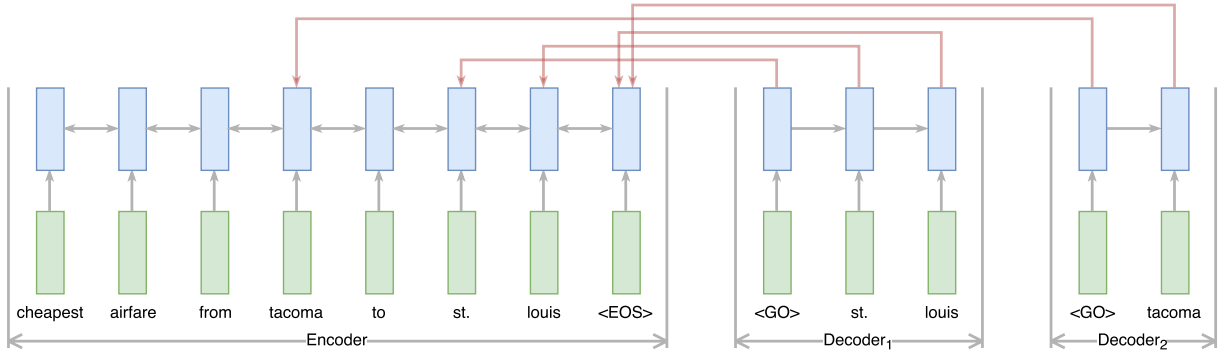 cheapest airfare from tacoma to st. louis <EOS> <GO> st. louis <GO> tacoma
Encoder Decoder₁ Decoder₂